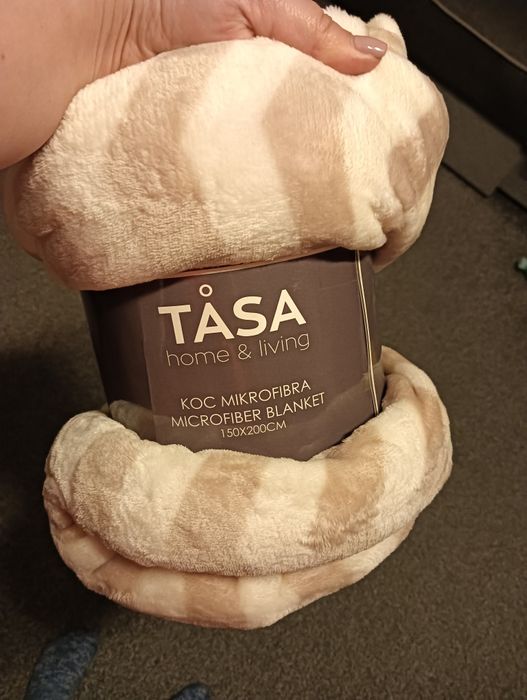 TÅSA
home & living
KOC MIKROFIBRA
MICROFIBER BLANKET
150X200CM